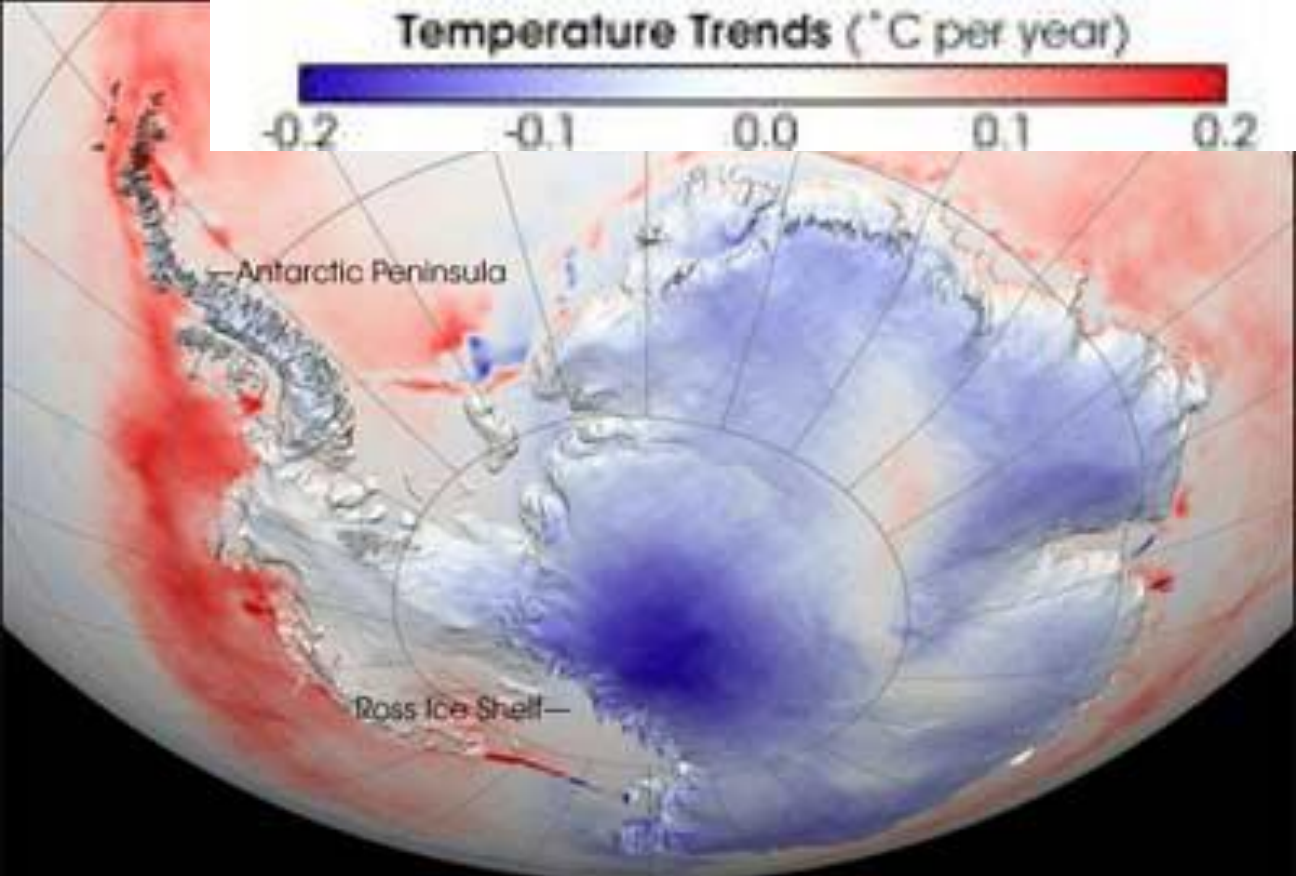 Temperature Trends (°C per year)
-0.2 -0.1 0.0 0.1 0.2
Antarctic Peninsula
Ross Ice Shelf